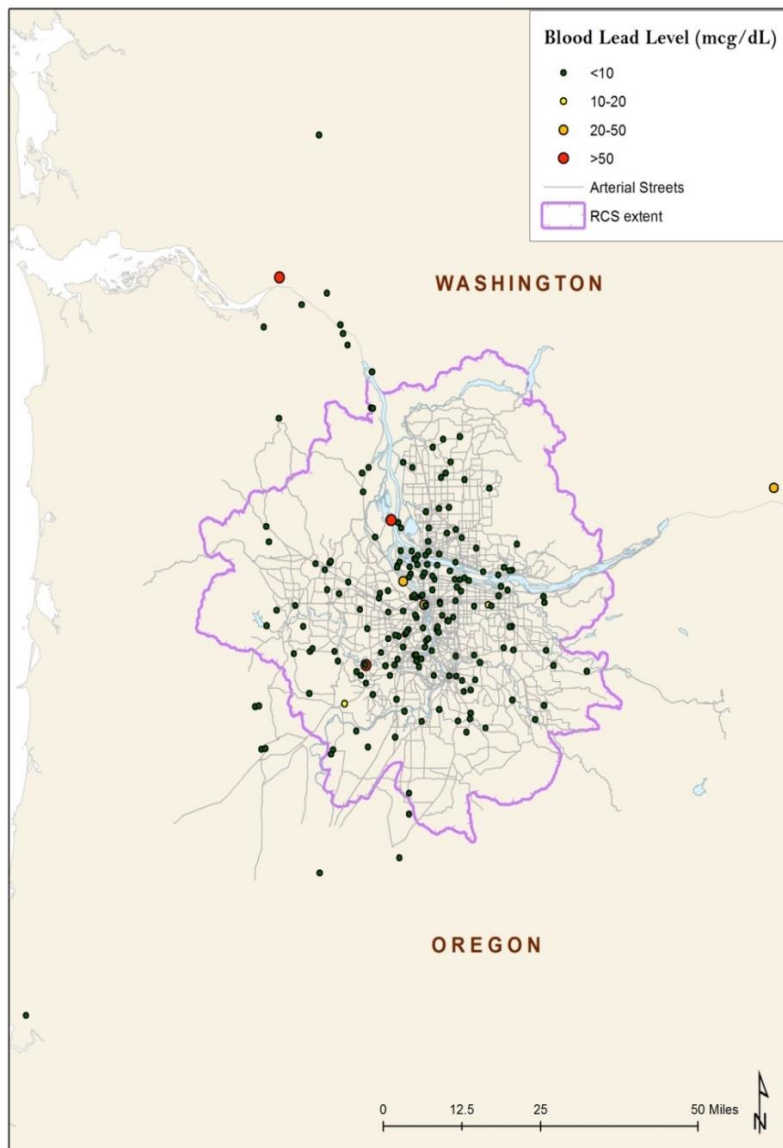 Blood Lead Level (mcg/dL)
<10
10-20
20-50
>50
Arterial Streets
RCS extent
WASHINGTON
OREGON
0 12.5 25 50 Miles
N